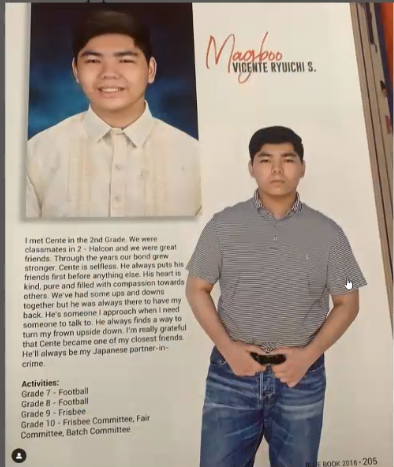 Magboo
VICENTE RYUICHI S.
I met Cente in the 2nd Grade. We were
classmates in 2 - Halcon and we were great
friends. Through the years our bond grew
stronger. Cente is selfless. He always puts his
friends first before anything else. His heart is
kind, pure and filled with compassion towards
others. We've had some ups and downs
together but he was always there to have my
back. He's someone I approach when I need
someone to talk to. He always finds a way to
turn my frown upside down. I'm really grateful
that Cente became one of my closest friends.
He'll always be my Japanese partner-in-
crime.
Activities:
Grade 7 - Football
Grade 8 - Football
Grade 9 - Frisbee
Grade 10 - Frisbee Committee, Fair
Committee, Batch Committee
BLUE BOOK 2018 - 205